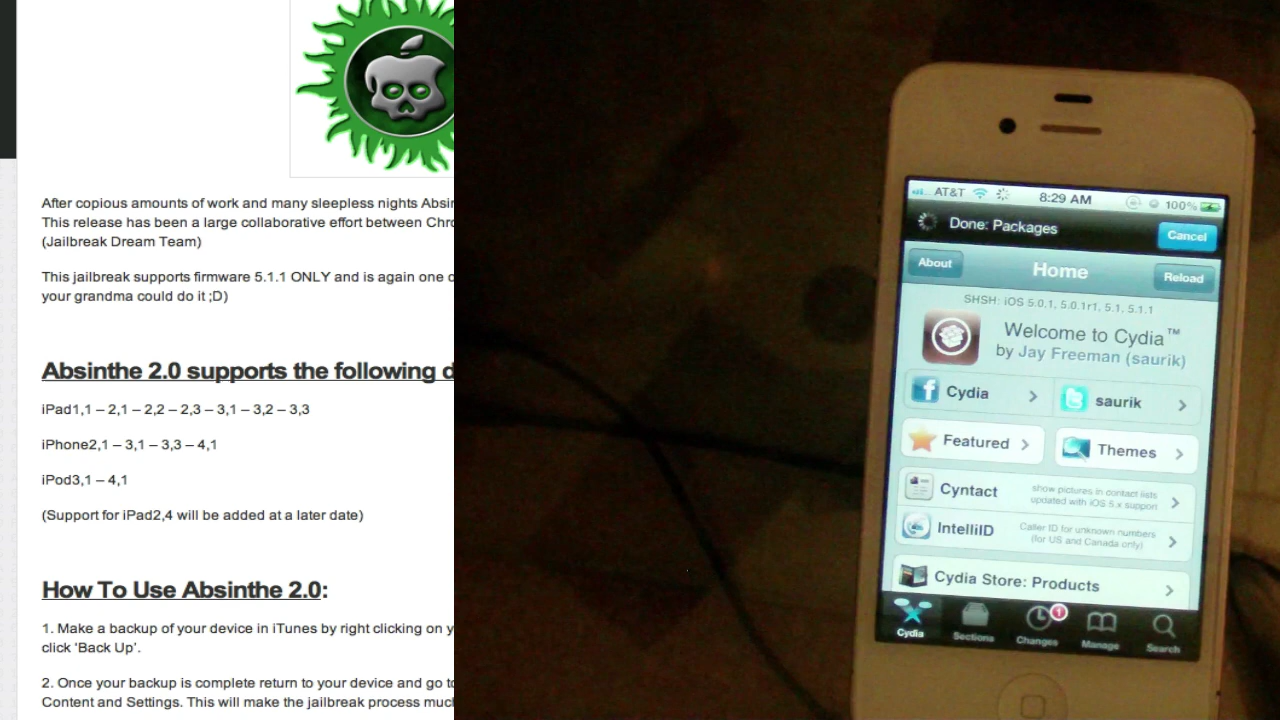 After copious amounts of work and many sleepless nights
This release has been a large collaborative effort between
(Jailbreak Dream Team)
This jailbreak supports firmware 5.1.1 ONLY and is again one
your grandma could do it ;D)
Absinthe 2.0 supports the following
iPad1,1 – 2,1 – 2,2 – 2,3 – 3,1 – 3,2 – 3,3
iPhone2,1 – 3,1 – 3,3 – 4,1
iPod3,1 – 4,1
(Support for iPad2,4 will be added at a later date)
How To Use Absinthe 2.0:
1. Make a backup of your device in iTunes by right clicking on
click 'Back Up'.
2. Once your backup is complete return to your device and go
Content and Settings. This will make the jailbreak process
AT&T 8:29 AM 100%
Done: Packages Cancel
About Home Reload
SHSH: iOS 5.0.1, 5.0.1r1, 5.1, 5.1.1
Welcome to Cydia™
by Jay Freeman (saurik)
Cydia saurik
Featured Themes
Cyntact show pictures in contact lists
updated with iOS 5.x support
IntelliID Caller ID for unknown numbers
(for US and Canada only)
Cydia Store: Products
1
Cydia Sections Changes Manage Search